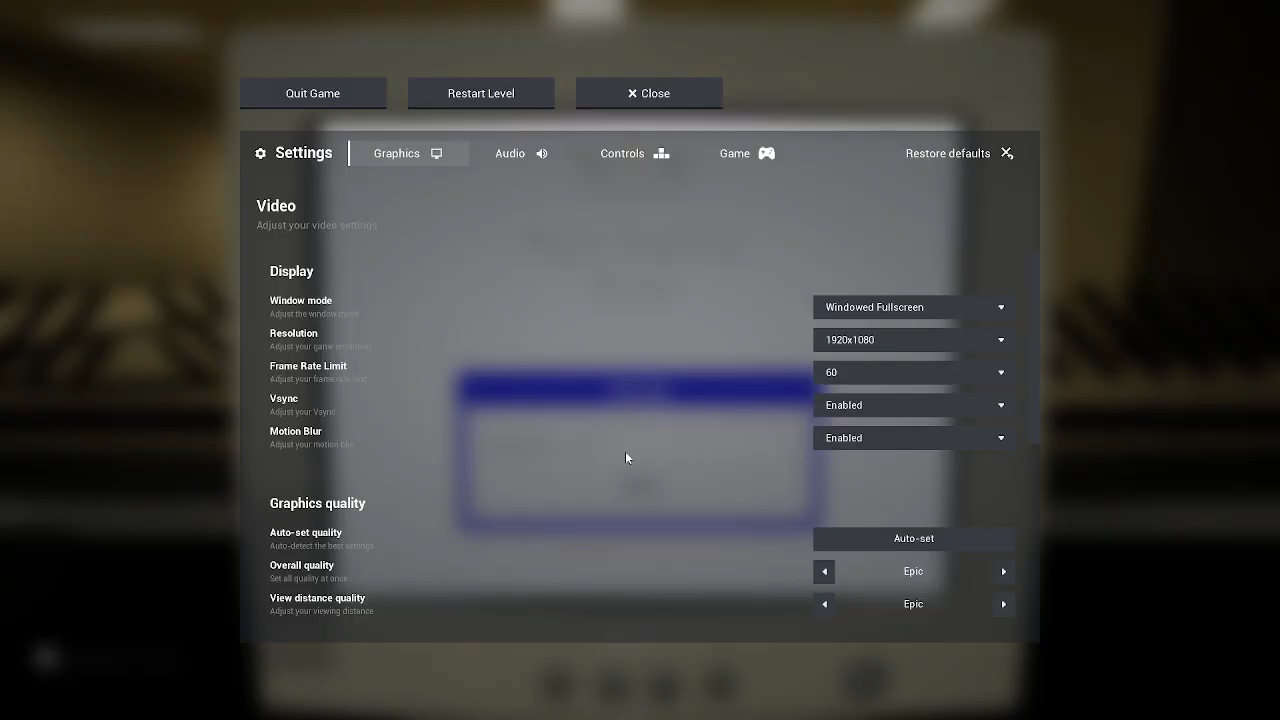 Quit Game
Restart Level
Close
Settings
Graphics
Audio
Controls
Game
Restore defaults
Video
Adjust your video settings
Display
Window mode
Adjust the window mode
Windowed Fullscreen
Resolution
Adjust your game resolution
1920x1080
Frame Rate Limit
Adjust your frame rate limit
60
Vsync
Adjust your Vsync
Enabled
Motion Blur
Adjust your motion blur
Enabled
Graphics quality
Auto-set quality
Auto-detect the best settings
Auto-set
Overall quality
Set all quality at once
Epic
View distance quality
Adjust your viewing distance
Epic